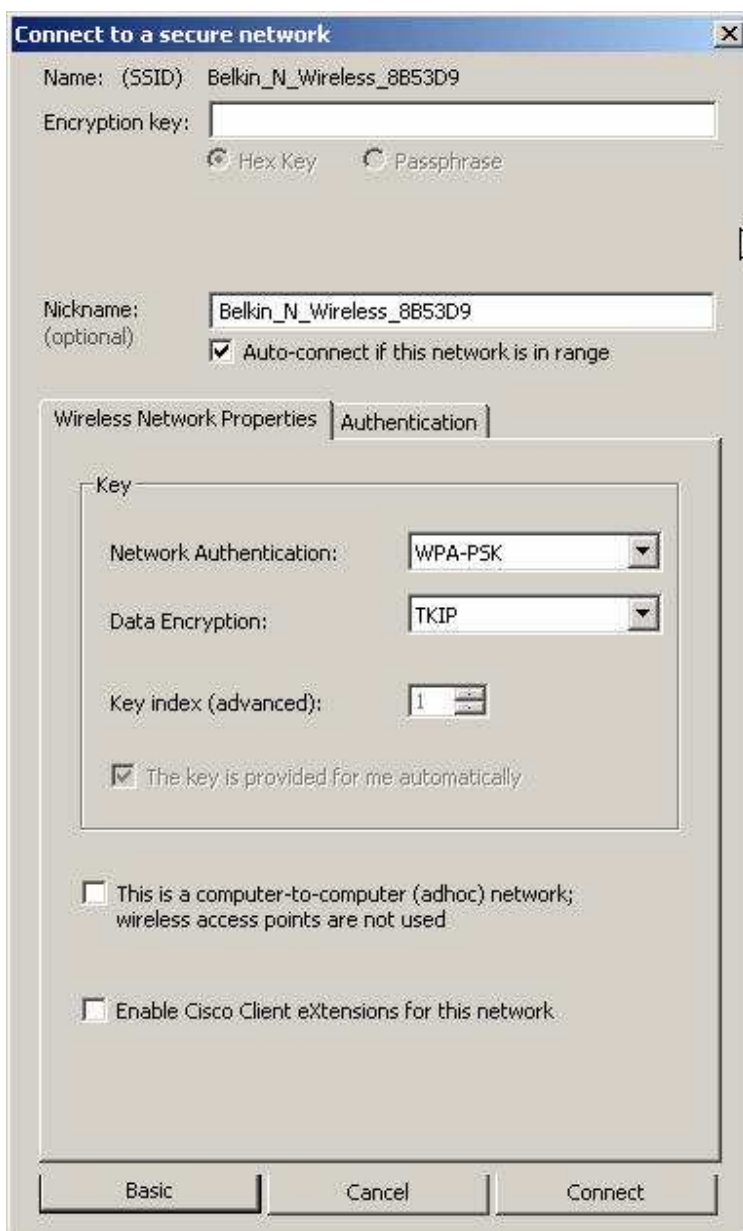 Connect to a secure network
Name: (SSID) Belkin_N_Wireless_8B53D9
Encryption key:
Hex Key Passphrase
Nickname: Belkin_N_Wireless_8B53D9
(optional)
Auto-connect if this network is in range
Wireless Network Properties Authentication
Key
Network Authentication: WPA-PSK
Data Encryption: TKIP
Key index (advanced): 1
The key is provided for me automatically
This is a computer-to-computer (adhoc) network;
wireless access points are not used
Enable Cisco Client eXtensions for this network
Basic Cancel Connect